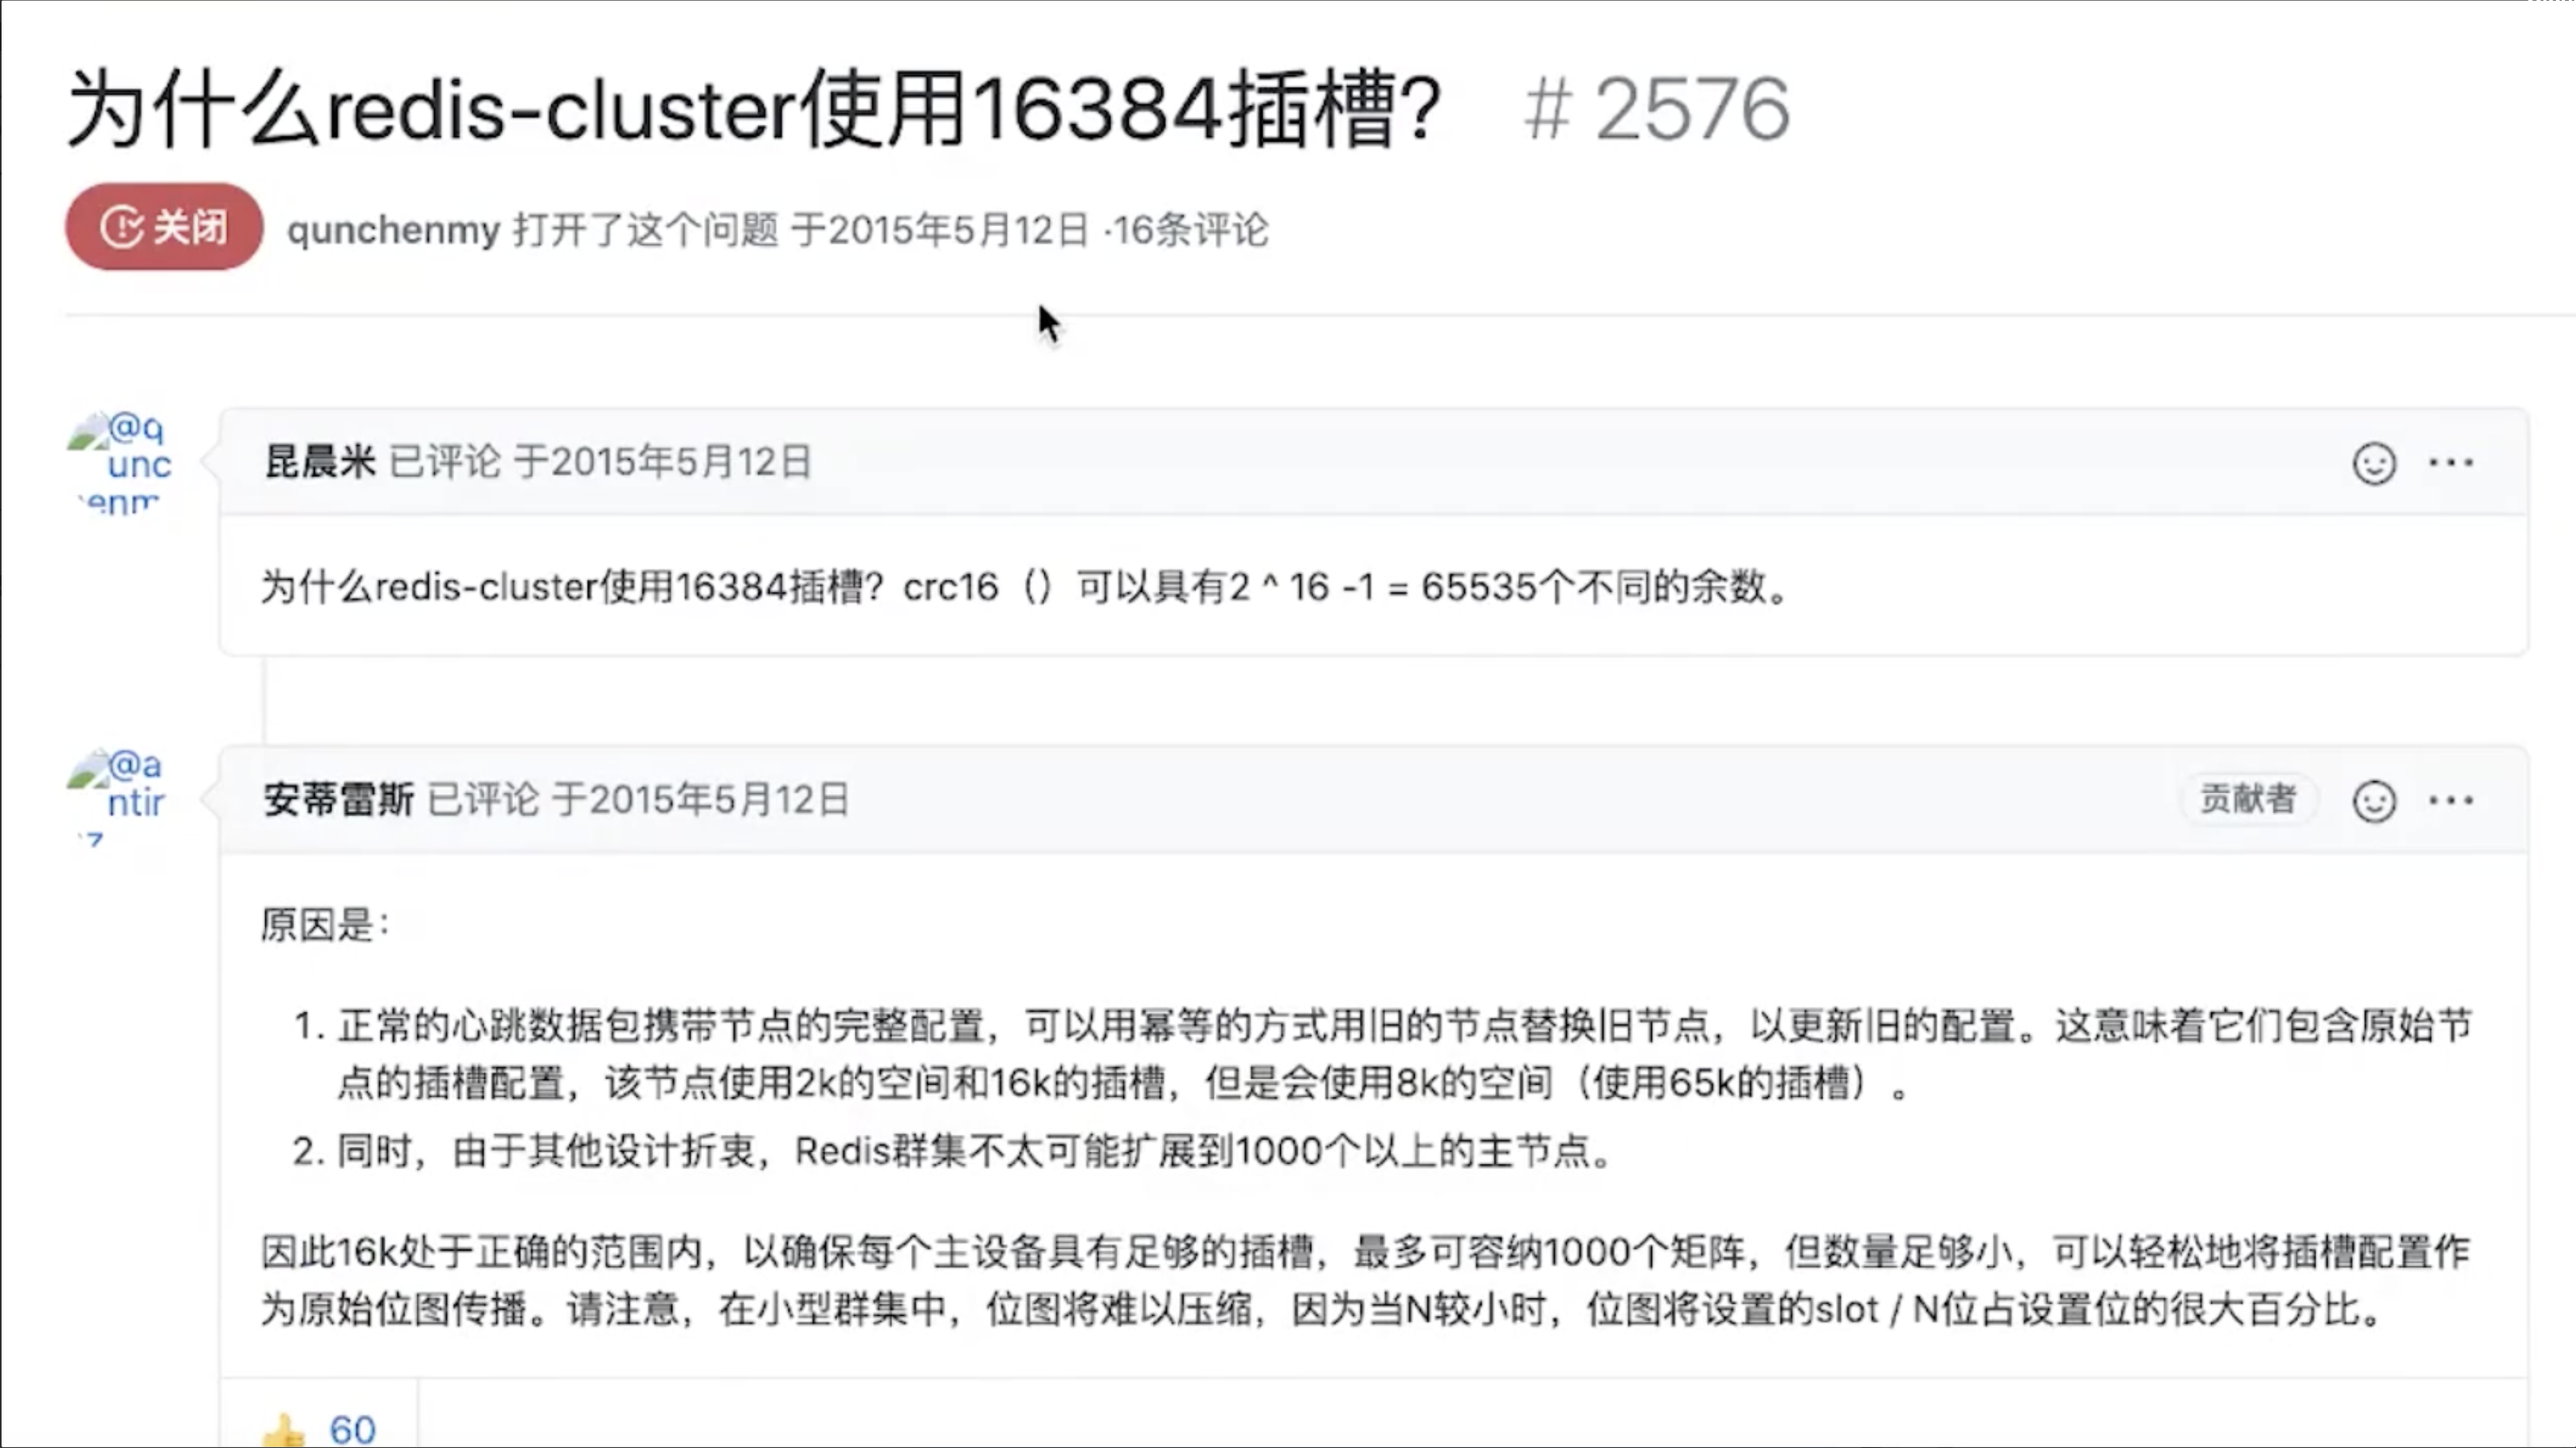 为什么redis-cluster使用16384插槽? # 2576
关闭 qunchenmy 打开了这个问题 于2015年5月12日 ·16条评论
@q
unc
enm
昆晨米 已评论 于2015年5月12日
为什么redis-cluster使用16384插槽？crc16（）可以具有2 ^ 16 -1 = 65535个不同的余数。
@a
ntir
z
安蒂雷斯 已评论 于2015年5月12日 贡献者
原因是：
1. 正常的心跳数据包携带节点的完整配置，可以用幂等的方式用旧的节点替换旧节点，以更新旧的配置。这意味着它们包含原始节
点的插槽配置，该节点使用2k的空间和16k的插槽，但是会使用8k的空间（使用65k的插槽）。
2. 同时，由于其他设计折衷，Redis群集不太可能扩展到1000个以上的主节点。
因此16k处于正确的范围内，以确保每个主设备具有足够的插槽，最多可容纳1000个矩阵，但数量足够小，可以轻松地将插槽配置作
为原始位图传播。请注意，在小型群集中，位图将难以压缩，因为当N较小时，位图将设置的slot / N位占设置位的很大百分比。
60